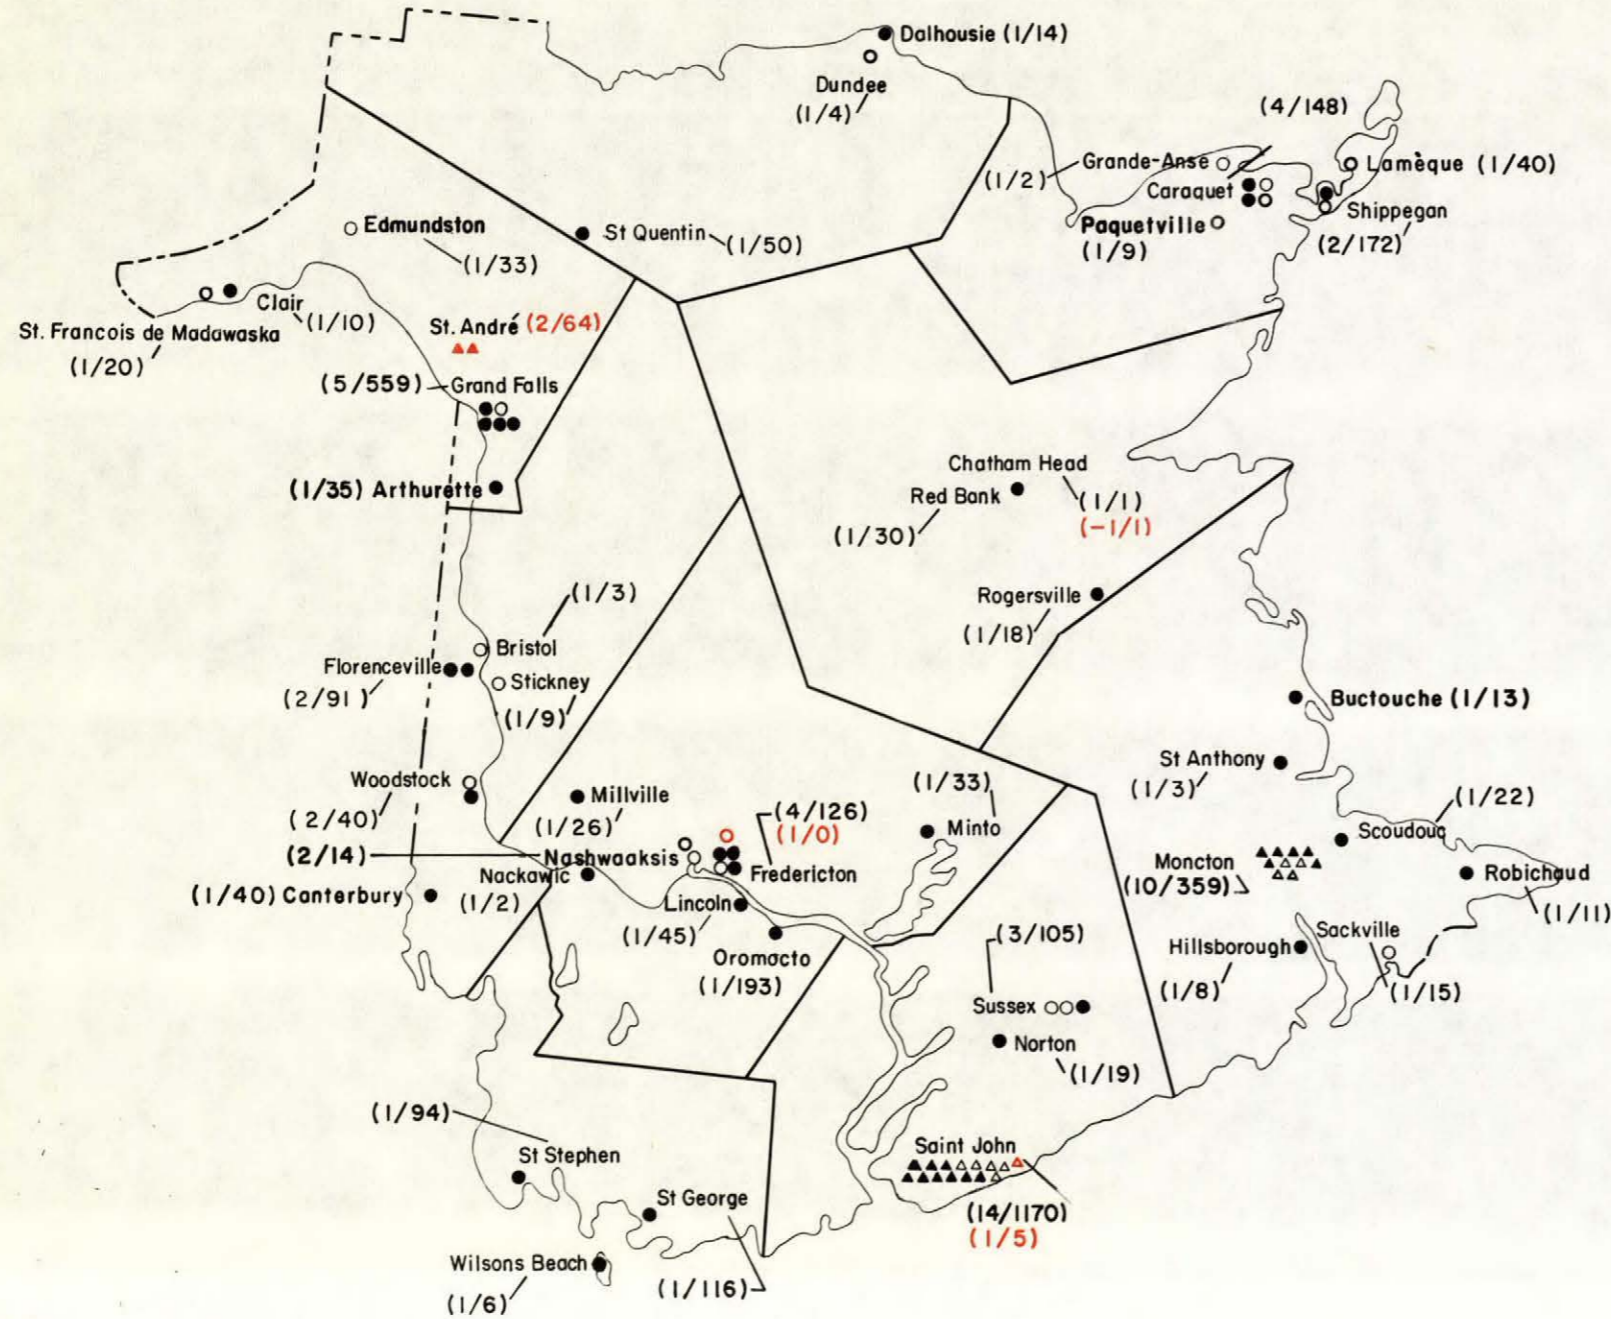 Dalhousie (1/14)
Dundee
(1/4)
(4/148)
Grande-Anse
(1/2)
Lamèque (1/40)
Caraquet
Shippegan
(2/172)
Paquetville
(1/9)
Edmundston
(1/33)
St Quentin (1/50)
Clair
(1/10)
St. Francois de Madawaska
(1/20)
St. André (2/64)
(5/559) Grand Falls
(1/35) Arthurette
Chatham Head
(1/1)
(-1/1)
Red Bank
(1/30)
Rogersville
(1/18)
(1/3)
Bristol
Florenceville
(2/91)
Stickney
(1/9)
Buctouche (1/13)
St Anthony
(1/3)
Woodstock
(2/40)
Millville
(1/26)
(4/126)
(1/0)
(1/33)
Minto
(1/22)
Scoudouc
(2/14) Nashwaaksis
Fredericton
Nackawic
(1/2)
Moncton
(10/359)
Robichaud
(1/11)
(1/40) Canterbury
Lincoln
(1/45)
Oromocto
(1/193)
(3/105)
Sussex
Hillsborough
(1/8)
Sackville
(1/15)
Norton
(1/19)
(1/94)
St Stephen
Saint John
(14/1170)
(1/5)
St George
(1/116)
Wilsons Beach
(1/6)